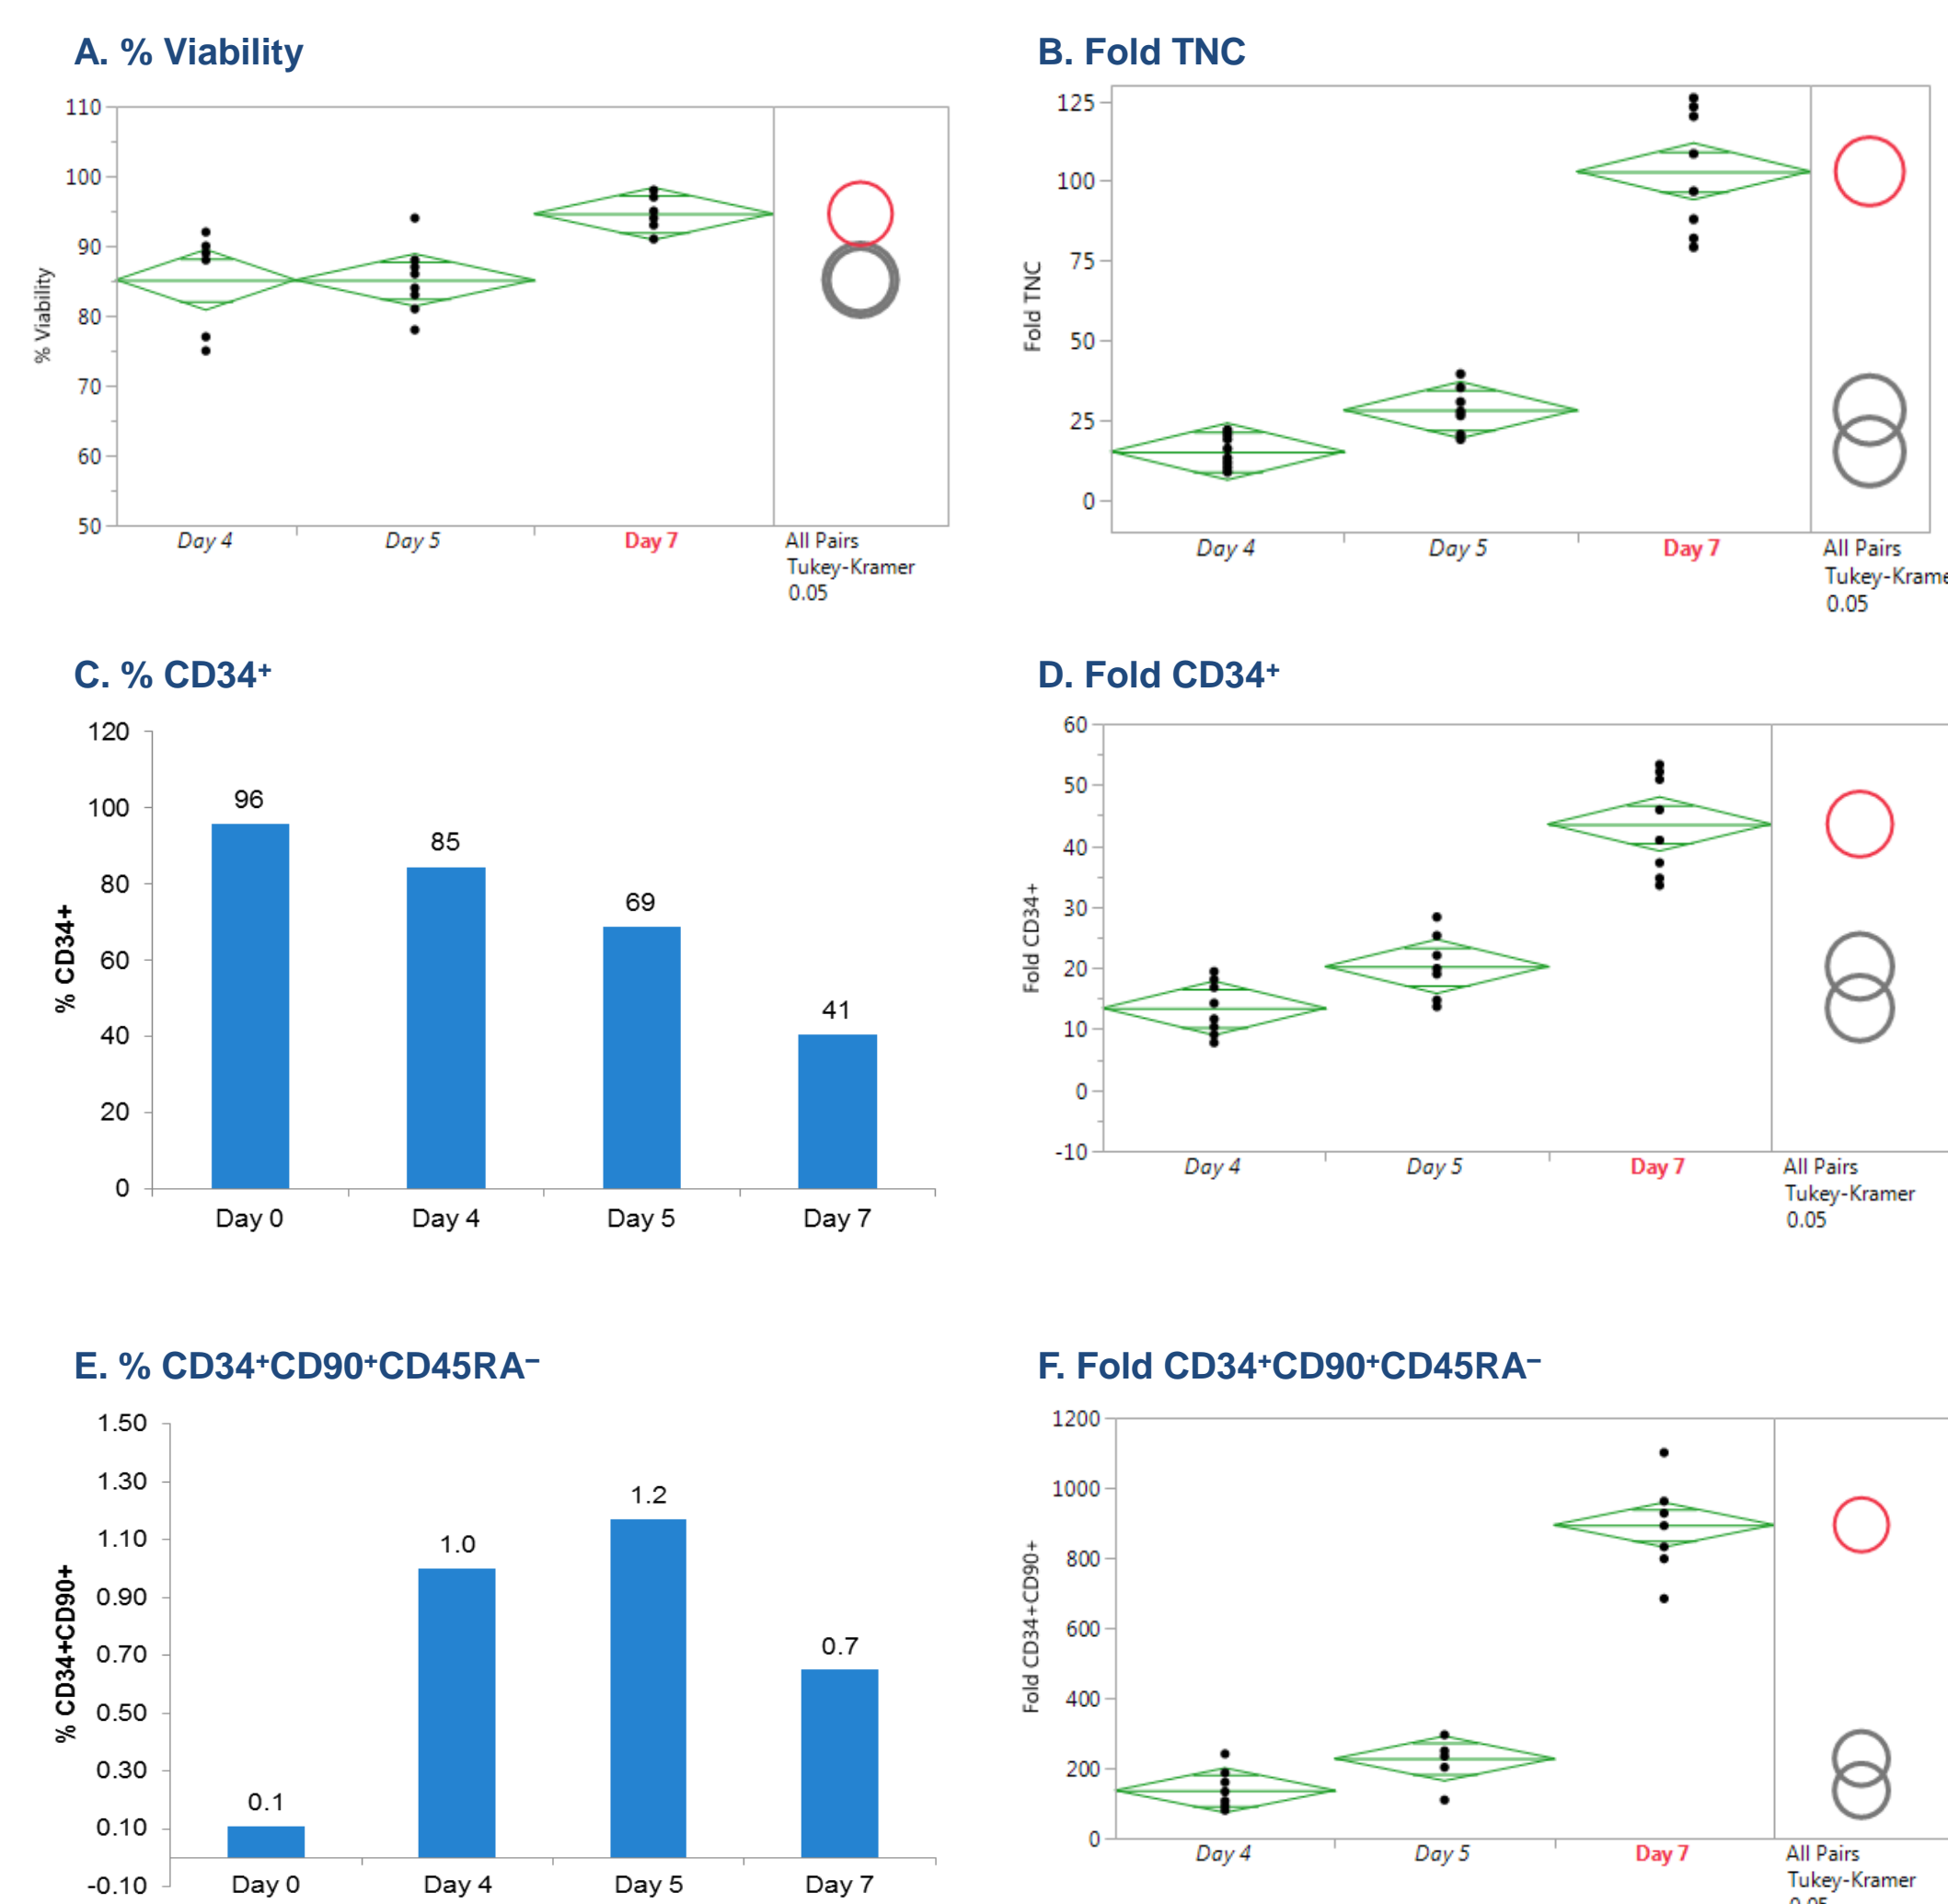 A. % Viability
110
100
90
80
70
60
50
% Viability
Day 4
Day 5
Day 7
All Pairs
Tukey-Kramer
0.05
B. Fold TNC
125
100
75
50
25
0
Fold TNC
Day 4
Day 5
Day 7
All Pairs
Tukey-Krame
0.05
C. % CD34⁺
120
100
80
60
40
20
0
% CD34+
96
85
69
41
Day 0
Day 4
Day 5
Day 7
D. Fold CD34⁺
60
50
40
30
20
10
0
-10
Fold CD34+
Day 4
Day 5
Day 7
All Pairs
Tukey-Kramer
0.05
E. % CD34⁺CD90⁺CD45RA⁻
1.50
1.30
1.10
0.90
0.70
0.50
0.30
0.10
-0.10
% CD34+CD90+
0.1
1.0
1.2
0.7
Day 0
Day 4
Day 5
Day 7
F. Fold CD34⁺CD90⁺CD45RA⁻
1200
1000
800
600
400
200
0
Fold CD34+CD90+
Day 4
Day 5
Day 7
All Pairs
Tukey-Kramer